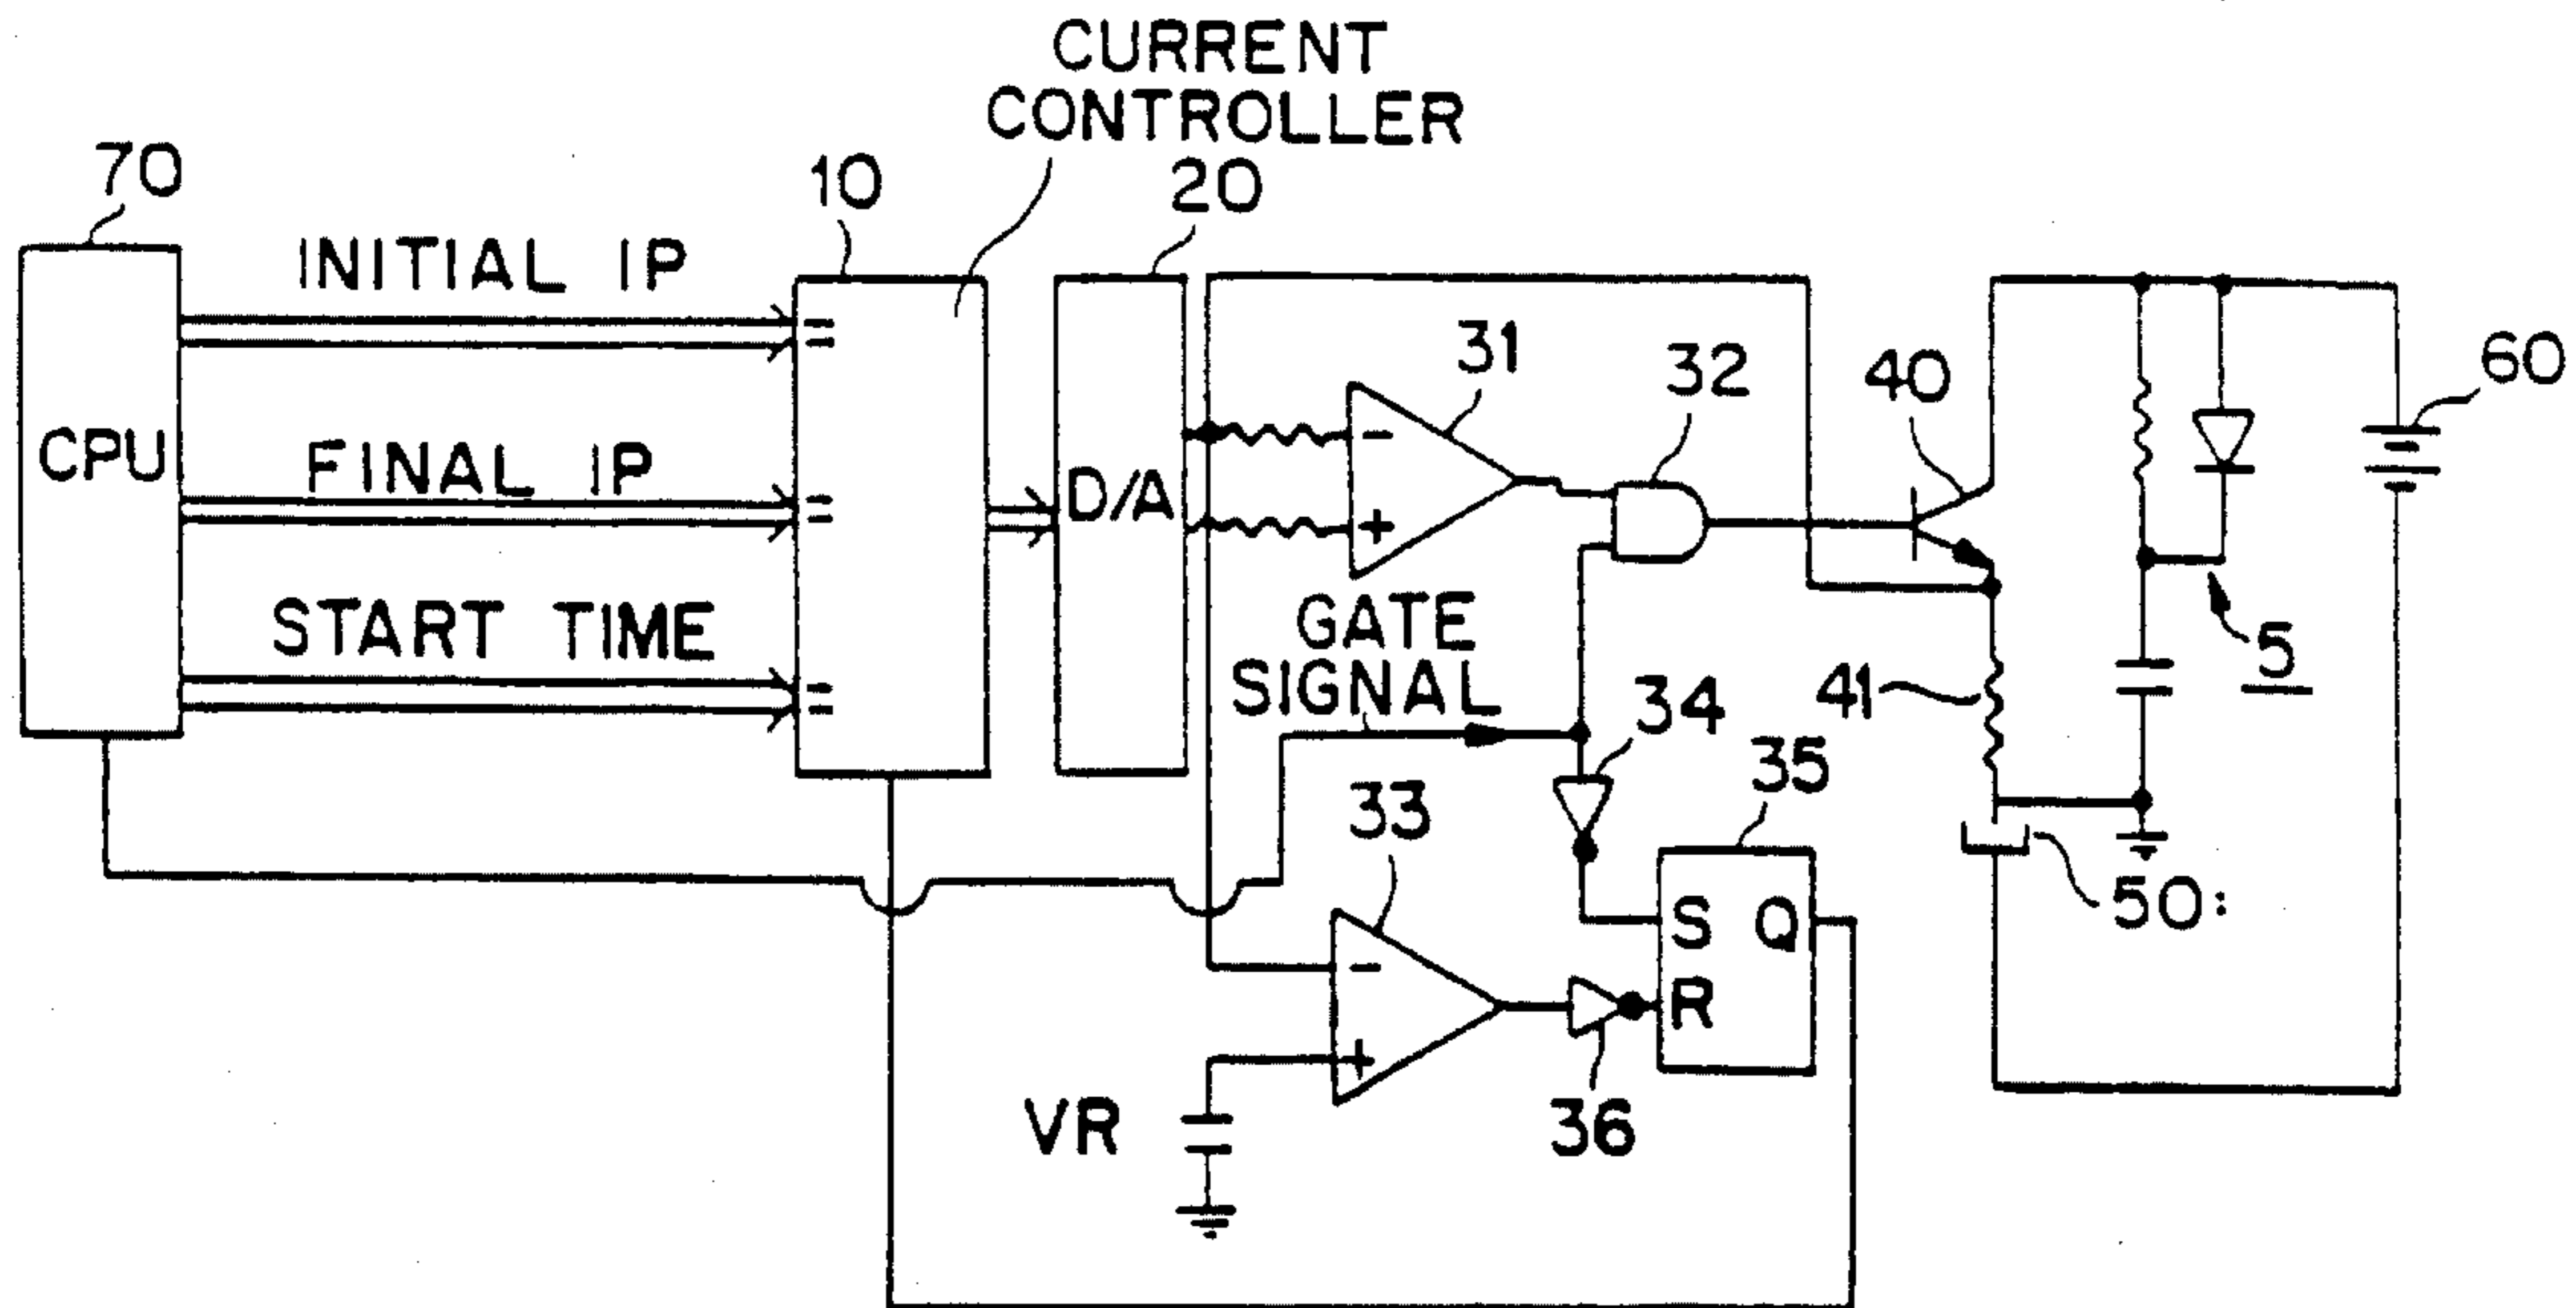 CURRENT
CONTROLLER
70
10
20
INITIAL IP
31
32
40
60
CPU
FINAL IP
D/A
-
+
START TIME
GATE
SIGNAL
41
5
34
35
33
50:
S Q
-
R
+
VR
36